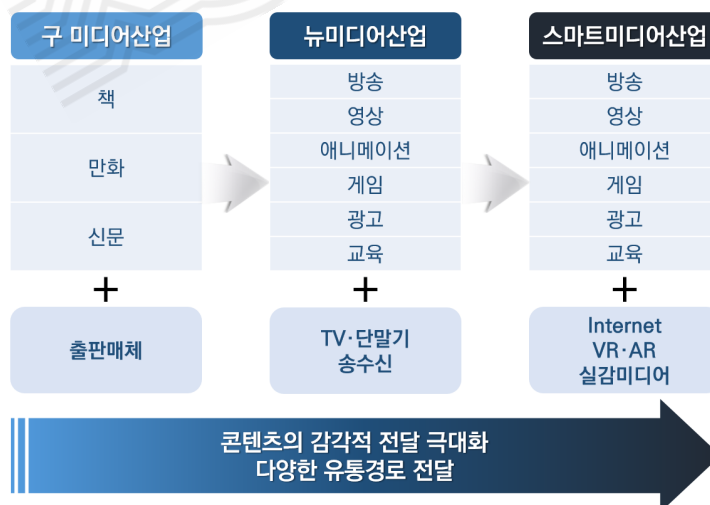 구 미디어산업
책
만화
신문
+
출판매체
뉴미디어산업
방송
영상
애니메이션
게임
광고
교육
+
TV·단말기
송수신
스마트미디어산업
방송
영상
애니메이션
게임
광고
교육
+
Internet
VR·AR
실감미디어
콘텐츠의 감각적 전달 극대화
다양한 유통경로 전달